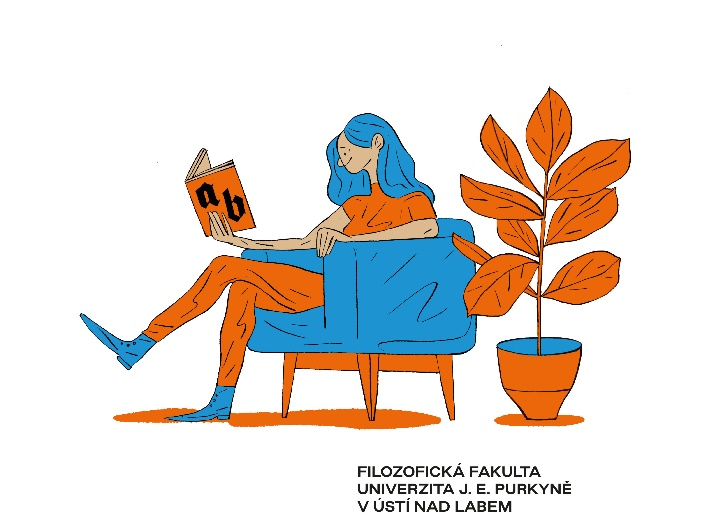 ab
FILOZOFICKÁ FAKULTA
UNIVERZITA J. E. PURKYNĚ
V ÚSTÍ NAD LABEM